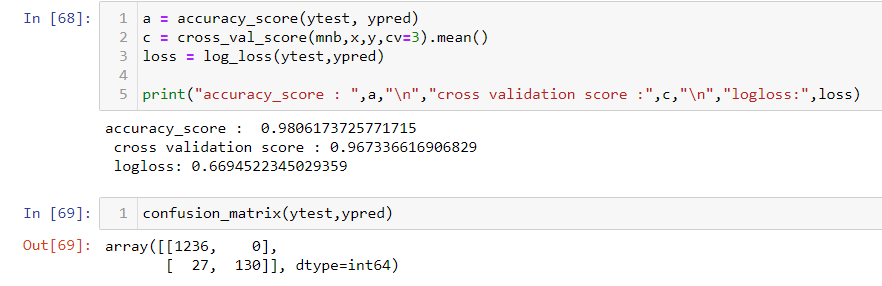 In [68]:
1 a = accuracy_score(ytest, ypred)
2 c = cross_val_score(mnb,x,y,cv=3).mean()
3 loss = log_loss(ytest,ypred)
4
5 print("accuracy_score : ",a,"\n","cross validation score :",c,"\n","logloss:",loss)
accuracy_score :  0.9806173725771715
 cross validation score : 0.967336616906829
 logloss: 0.6694522345029359
In [69]:
1 confusion_matrix(ytest,ypred)
Out[69]: array([[1236,    0],
       [  27,  130]], dtype=int64)